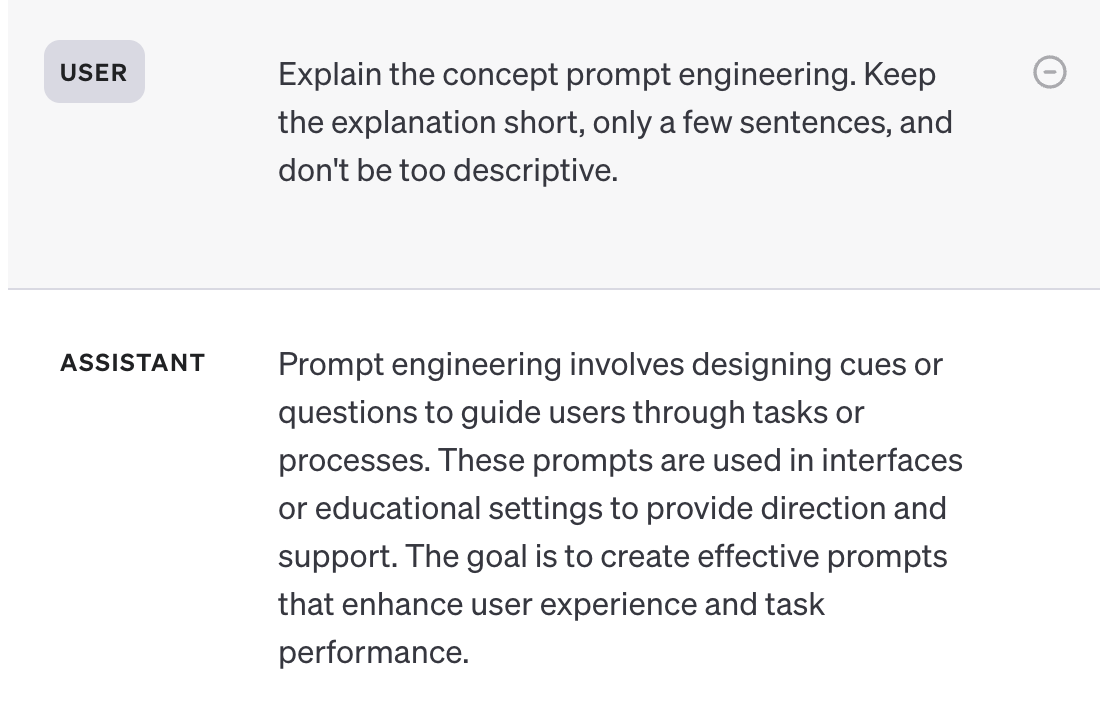 USER
Explain the concept prompt engineering. Keep
the explanation short, only a few sentences, and
don't be too descriptive.
ASSISTANT
Prompt engineering involves designing cues or
questions to guide users through tasks or
processes. These prompts are used in interfaces
or educational settings to provide direction and
support. The goal is to create effective prompts
that enhance user experience and task
performance.